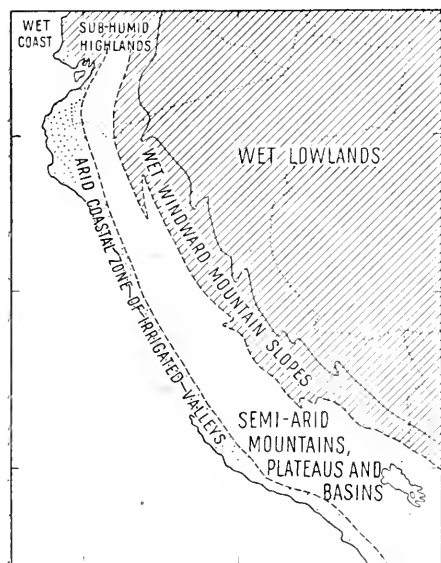 WET
COAST
SUB-HUMID
HIGHLANDS
WET LOWLANDS
WET WINDWARD MOUNTAIN SLOPES
ARID COASTAL ZONE OF IRRIGATED VALLEYS
SEMI-ARID
MOUNTAINS,
PLATEAUS AND
BASINS